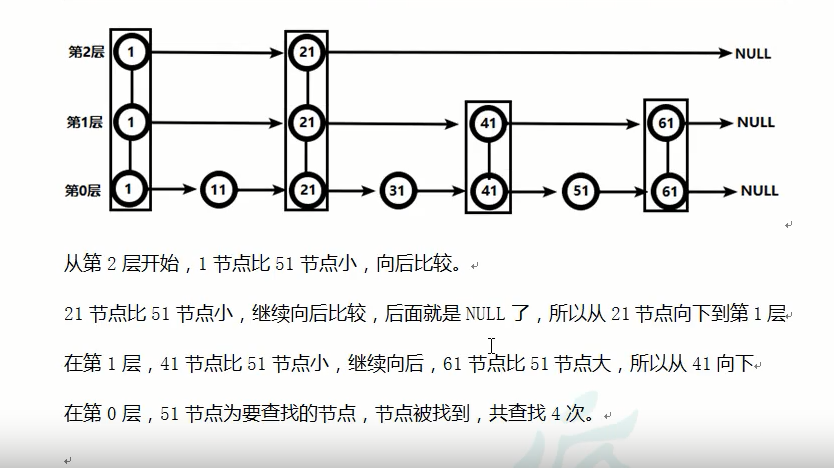 第2层 1 21 NULL
第1层 1 21 41 61 NULL
第0层 1 11 21 31 41 51 61 NULL
从第 2 层开始，1 节点比 51 节点小，向后比较。
21 节点比 51 节点小，继续向后比较，后面就是 NULL 了，所以从 21 节点向下到第 1 层
在第 1 层，41 节点比 51 节点小，继续向后，61 节点比 51 节点大，所以从 41 向下
在第 0 层，51 节点为要查找的节点，节点被找到，共查找 4 次。